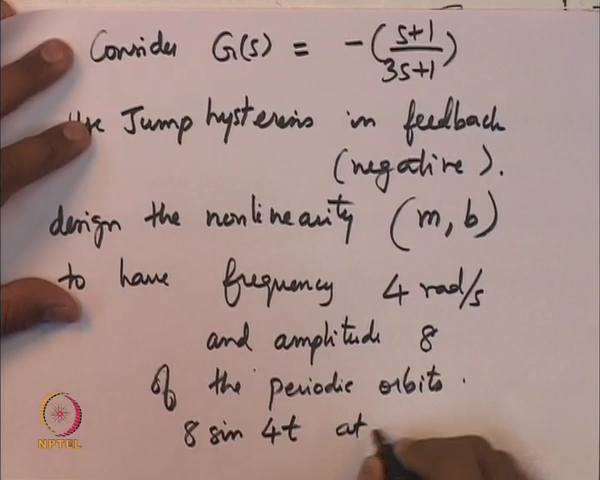 Consider G(s) = -(s+1/3s+1)
Use Jump hysterisis in feedback
(negative).
design the nonlinearity (m, b)
to have frequency 4 rad/s
and amplitude 8
of the periodic orbits.
8 sin 4t at
NPTEL